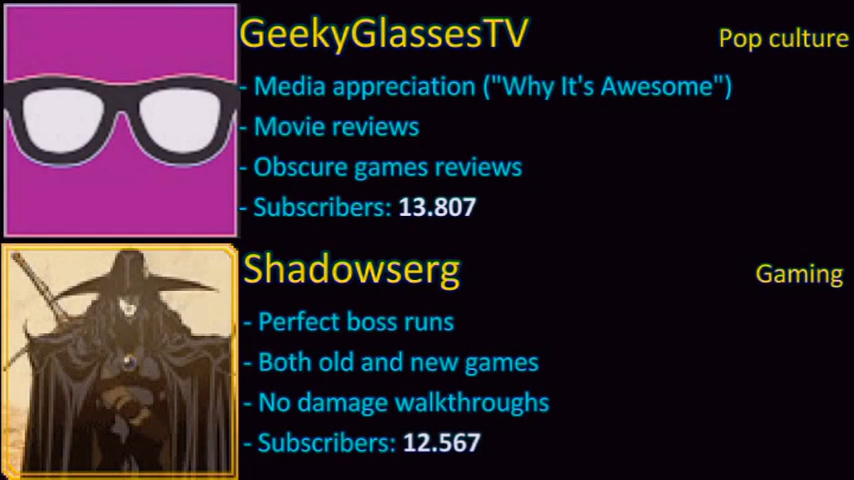 GeekyGlassesTV
Pop culture
- Media appreciation ("Why It's Awesome")
- Movie reviews
- Obscure games reviews
- Subscribers: 13.807
Shadowserg
Gaming
- Perfect boss runs
- Both old and new games
- No damage walkthroughs
- Subscribers: 12.567